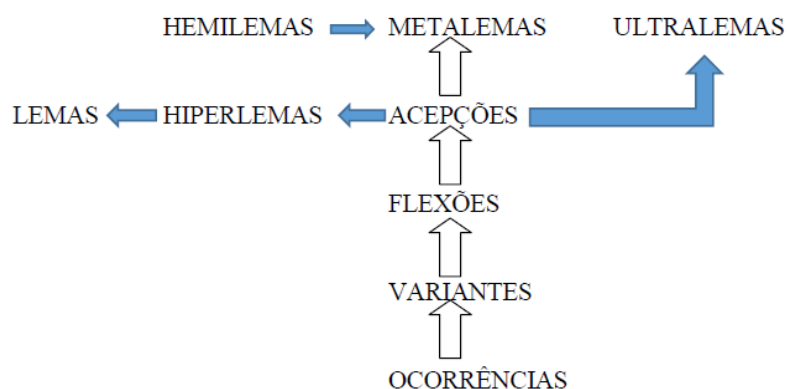 HEMILEMAS METALEMAS ULTRALEMAS
LEMAS HIPERLEMAS ACEPÇÕES
FLEXÕES
VARIANTES
OCORRÊNCIAS